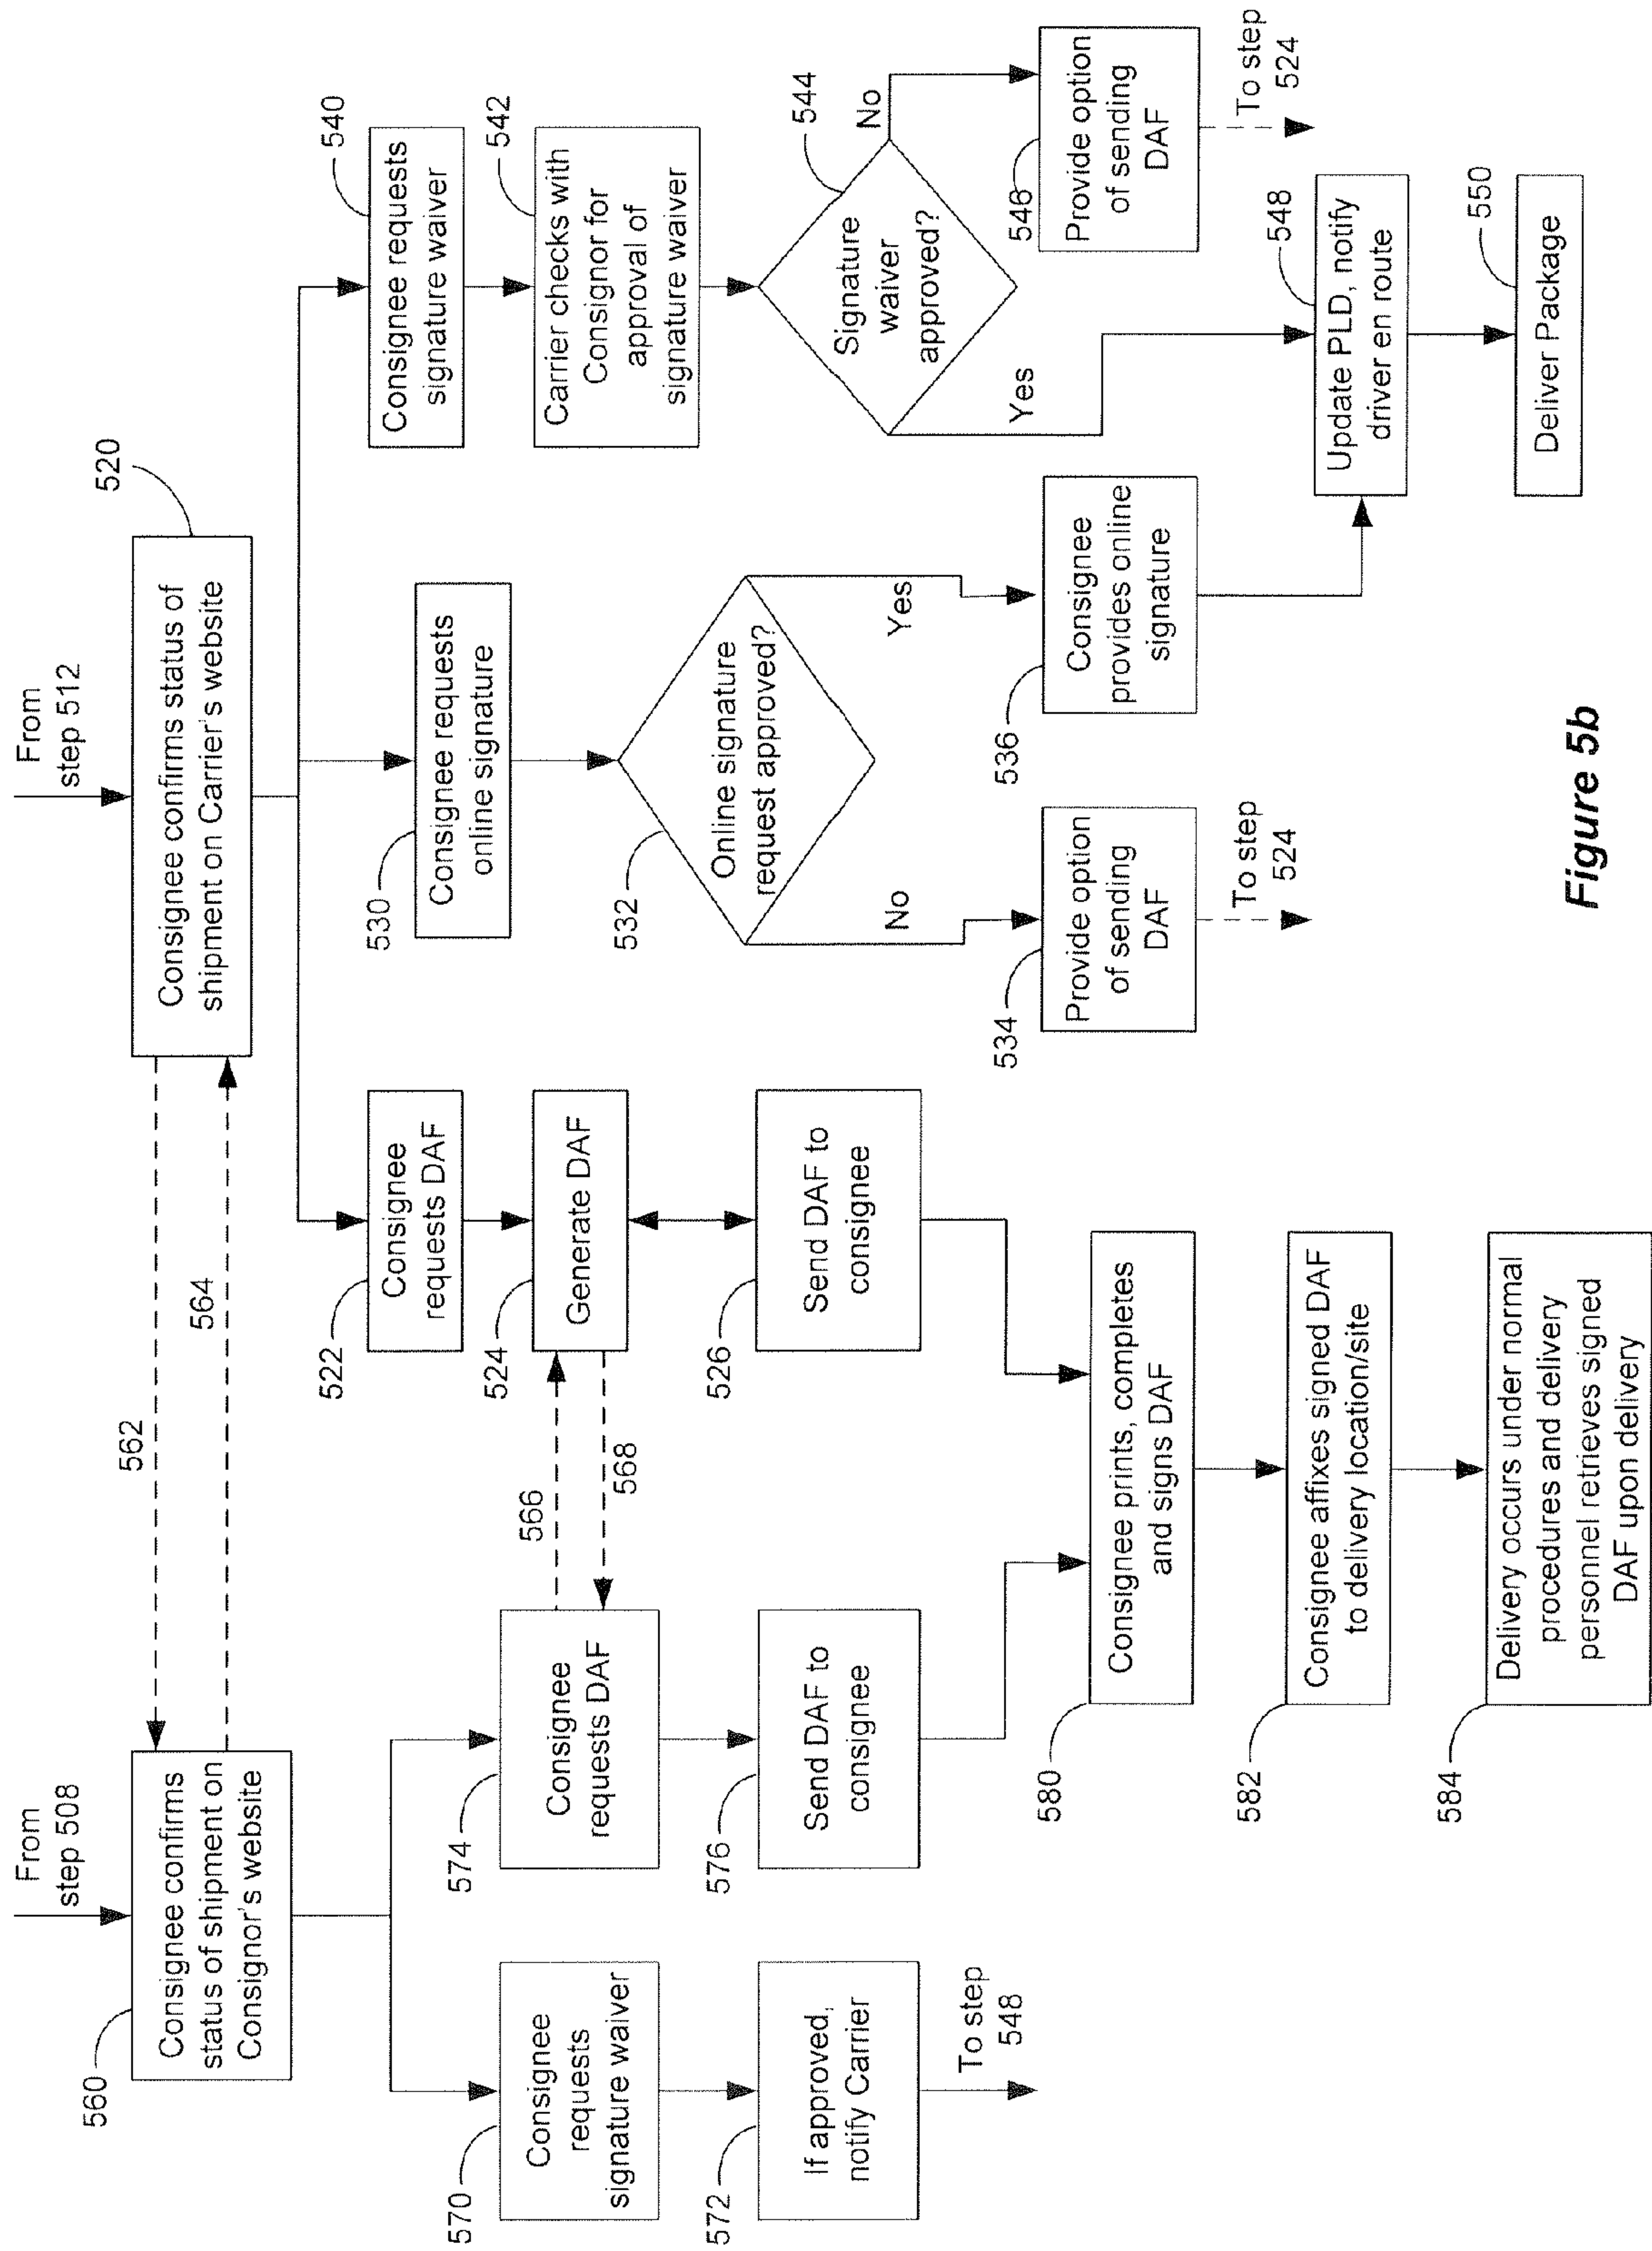 From
step 508
From
step 512
560
Consignee confirms
status of shipment on
Consignor's website
562
564
Consignee confirms status of
shipment on Carrier's website
520
570
Consignee
requests
signature waiver
572
If approved,
notify Carrier
To step
548
574
Consignee
requests DAF
576
Send DAF to
consignee
566
568
522
Consignee
requests DAF
524
Generate DAF
526
Send DAF to
consignee
580
Consignee prints, completes
and signs DAF
582
Consignee affixes signed DAF
to delivery location/site
584
Delivery occurs under normal
procedures and delivery
personnel retrieves signed
DAF upon delivery
530
Consignee requests
online signature
532
Online signature
request approved?
No
Yes
534
Provide option
of sending
DAF
To step
524
536
Consignee
provides online
signature
540
Consignee requests
signature waiver
542
Carrier checks with
Consignor for
approval of
signature waiver
544
Signature
waiver
approved?
Yes
No
546
Provide option
of sending
DAF
To step
524
548
Update PLD, notify
driver en route
550
Deliver Package
Figure 5b